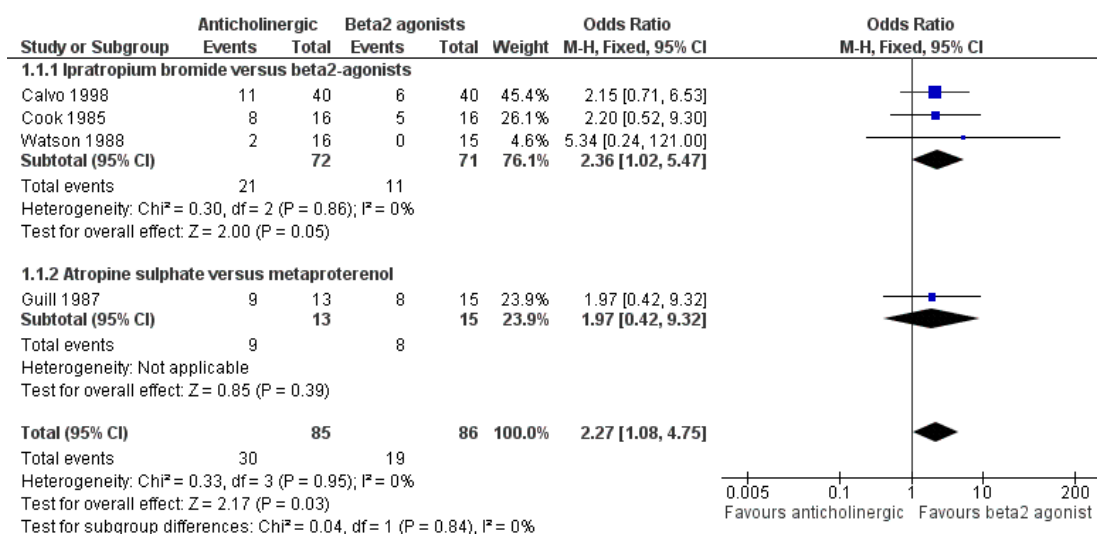 Anticholinergic Beta2 agonists Odds Ratio Odds Ratio
Study or Subgroup Events Total Events Total Weight M-H, Fixed, 95% CI M-H, Fixed, 95% CI
1.1.1 Ipratropium bromide versus beta2-agonists
Calvo 1998 11 40 6 40 45.4% 2.15 [0.71, 6.53]
Cook 1985 8 16 5 16 26.1% 2.20 [0.52, 9.30]
Watson 1988 2 16 0 15 4.6% 5.34 [0.24, 121.00]
Subtotal (95% CI) 72 71 76.1% 2.36 [1.02, 5.47]
Total events 21 11
Heterogeneity: Chi² = 0.30, df = 2 (P = 0.86); I² = 0%
Test for overall effect: Z = 2.00 (P = 0.05)
1.1.2 Atropine sulphate versus metaproterenol
Guill 1987 9 13 8 15 23.9% 1.97 [0.42, 9.32]
Subtotal (95% CI) 13 15 23.9% 1.97 [0.42, 9.32]
Total events 9 8
Heterogeneity: Not applicable
Test for overall effect: Z = 0.85 (P = 0.39)
Total (95% CI) 85 86 100.0% 2.27 [1.08, 4.75]
Total events 30 19
Heterogeneity: Chi² = 0.33, df = 3 (P = 0.95); I² = 0%
Test for overall effect: Z = 2.17 (P = 0.03)
Test for subgroup differences: Chi² = 0.04, df = 1 (P = 0.84), I² = 0%
0.005 0.1 1 10 200
Favours anticholinergic Favours beta2 agonist